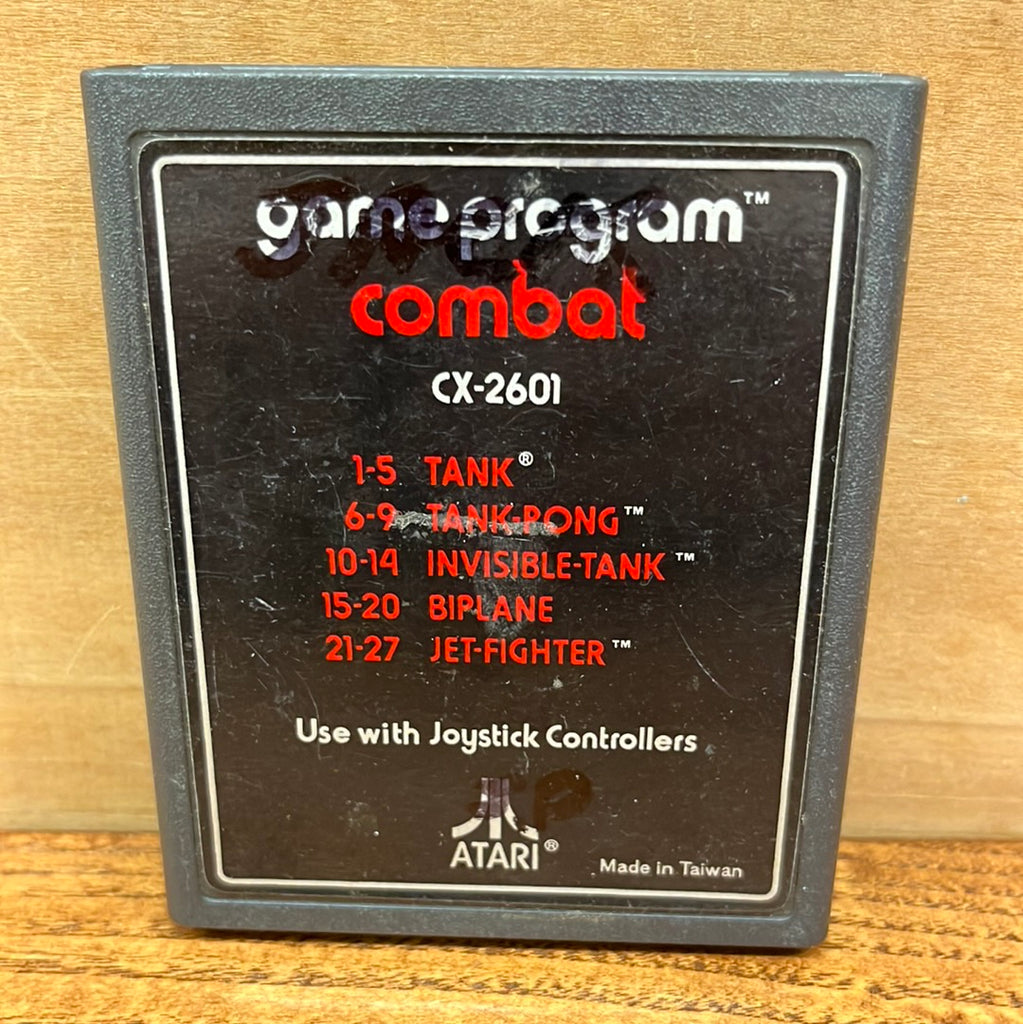 game program™
combat
CX-2601
1-5 TANK®
6-9 TANK-PONG™
10-14 INVISIBLE-TANK™
15-20 BIPLANE
21-27 JET-FIGHTER™
Use with Joystick Controllers
ATARI®
Made in Taiwan